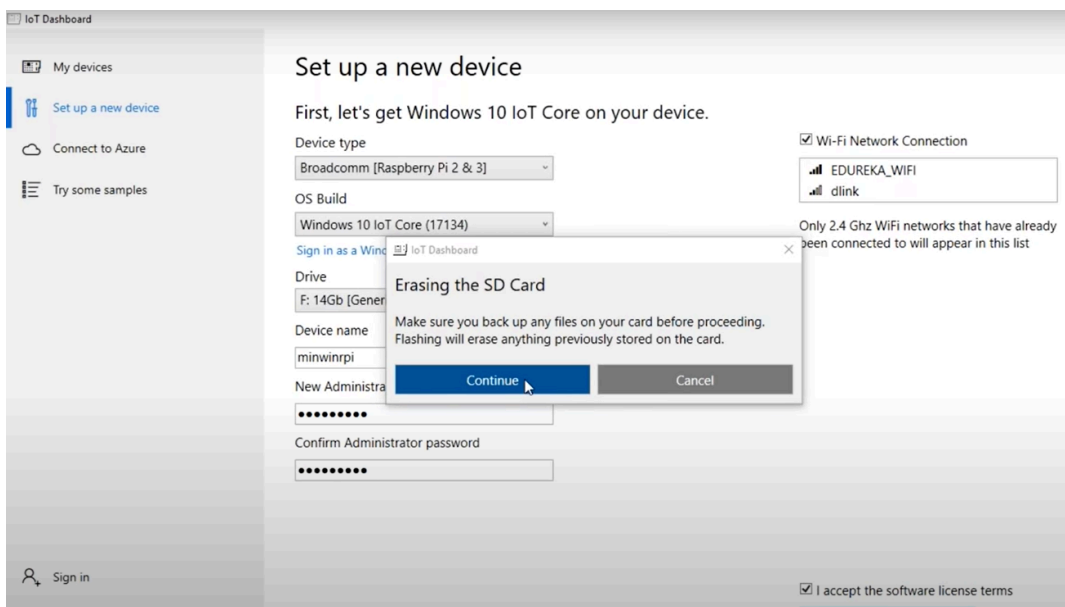 IoT Dashboard
My devices
Set up a new device
Connect to Azure
Try some samples
Sign in
Set up a new device
First, let's get Windows 10 IoT Core on your device.
Device type
Broadcomm [Raspberry Pi 2 & 3]
OS Build
Windows 10 IoT Core (17134)
Sign in as a
Drive
F: 14Gb
Device name
minwinrpi
New
Confirm Administrator password
Wi-Fi Network Connection
EDUREKA_WIFI
dlink
Only 2.4 Ghz WiFi networks that have already
been connected to will appear in this list
I accept the software license terms
IoT Dashboard
Erasing the SD Card
Make sure you back up any files on your card before proceeding.
Flashing will erase anything previously stored on the card.
Continue
Cancel